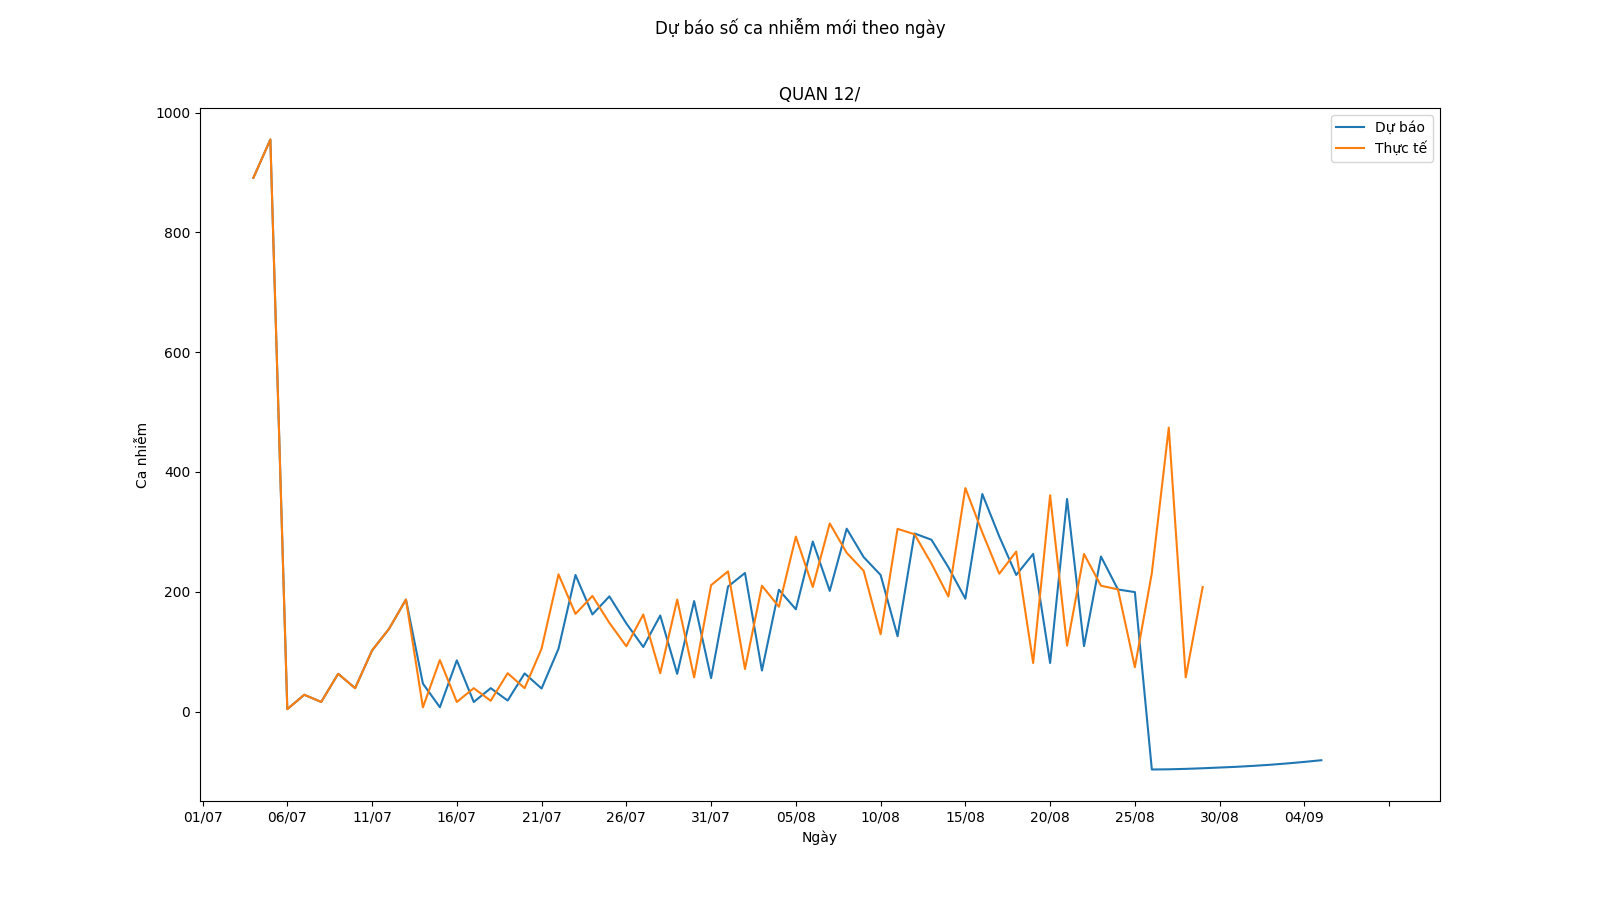 Dự báo số ca nhiễm mới theo ngày
QUAN 12/
Dự báo
Thực tế
1000
800
600
400
200
0
Ca nhiễm
01/07 06/07 11/07 16/07 21/07 26/07 31/07 05/08 10/08 15/08 20/08 25/08 30/08 04/09
Ngày